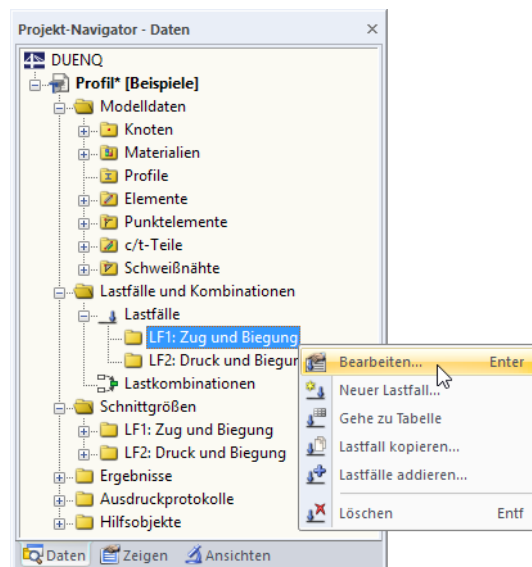 Projekt-Navigator - Daten
DUENQ
Profil* [Beispiele]
Modelldaten
Knoten
Materialien
Profile
Elemente
Punktelemente
c/t-Teile
Schweißnähte
Lastfälle und Kombinationen
Lastfälle
LF1: Zug und Biegung
LF2: Druck und Biegur
Lastkombinationen
Schnittgrößen
LF1: Zug und Biegung
LF2: Druck und Biegung
Ergebnisse
Ausdruckprotokolle
Hilfsobjekte
Bearbeiten... Enter
Neuer Lastfall...
Gehe zu Tabelle
Lastfall kopieren...
Lastfälle addieren...
Löschen Entf
Daten Zeigen Ansichten